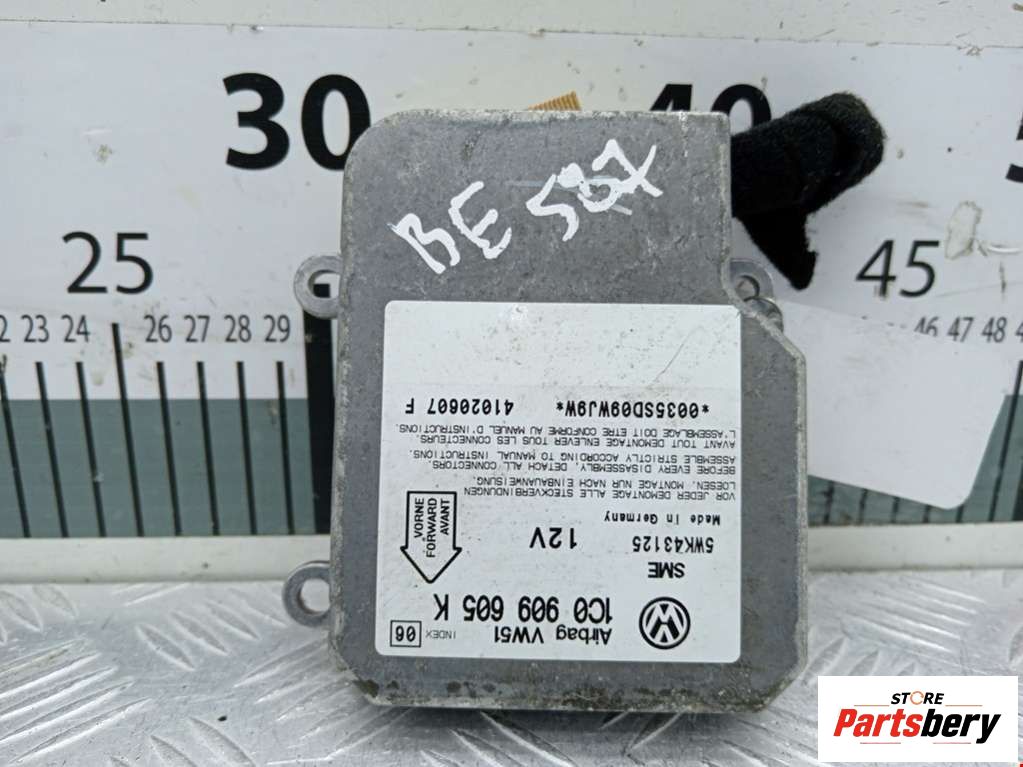 30
40
25
45
23 24 26 27 28 29
46 47 48
BE 587
Airbag VW51
INDEX 06
1C0 909 605 K
SME
5WK43125
12V
Made in Germany
VORNE
FORWARD
AVANT
VOR JEDER DEMONTAGE ALLE STECKVERBINDUNGEN
LOESEN. MONTAGE NUR NACH EINBAUANWEISUNG.
BEFORE EVERY DISASSEMBLY, DETACH ALL CONNECTORS.
ASSEMBLE STRICTLY ACCORDING TO MANUAL INSTRUCTIONS.
AVANT TOUT DEMONTAGE ENLEVER TOUS LES CONNECTEURS.
L'ASSEMBLAGE DOIT ETRE CONFORME AU MANUEL D'INSTRUCTIONS.
*0035SSD09WJ9W* 41020607 F
STORE
Partsbery